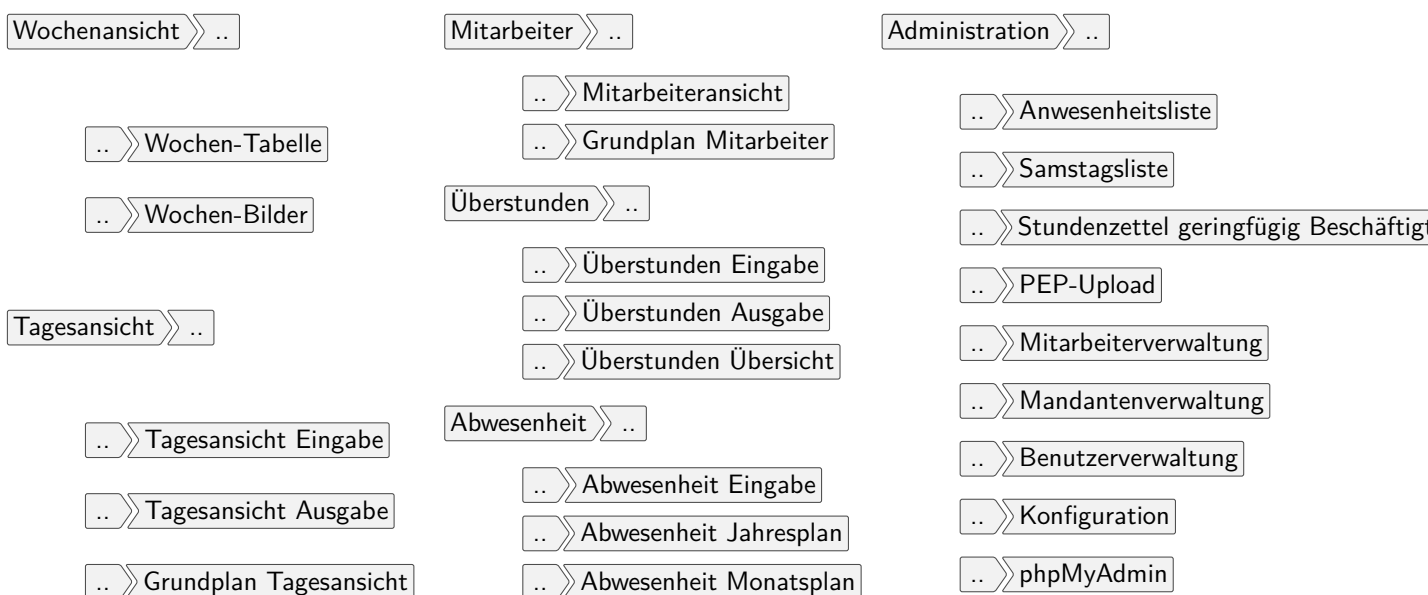 Wochenansicht ..
.. Wochen-Tabelle
.. Wochen-Bilder
Tagesansicht ..
.. Tagesansicht Eingabe
.. Tagesansicht Ausgabe
.. Grundplan Tagesansicht
Mitarbeiter ..
.. Mitarbeiteransicht
.. Grundplan Mitarbeiter
Überstunden ..
.. Überstunden Eingabe
.. Überstunden Ausgabe
.. Überstunden Übersicht
Abwesenheit ..
.. Abwesenheit Eingabe
.. Abwesenheit Jahresplan
.. Abwesenheit Monatsplan
Administration ..
.. Anwesenheitsliste
.. Samstagsliste
.. Stundenzettel geringfügig Beschäftigt
.. PEP-Upload
.. Mitarbeiterverwaltung
.. Mandantenverwaltung
.. Benutzerverwaltung
.. Konfiguration
.. phpMyAdmin